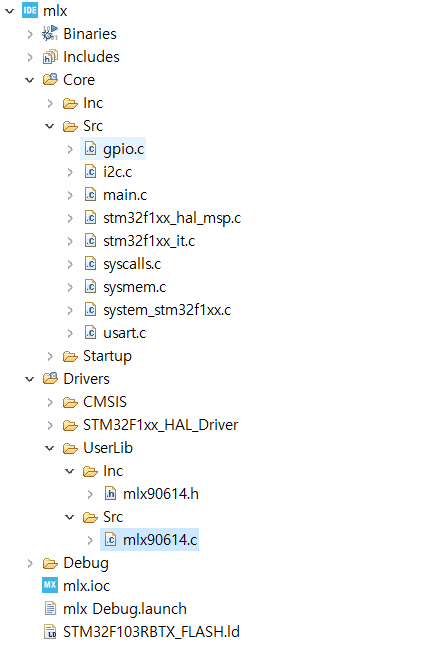 IDE mlx
Binaries
Includes
Core
Inc
Src
.c gpio.c
.c i2c.c
.c main.c
.c stm32f1xx_hal_msp.c
.c stm32f1xx_it.c
.c syscalls.c
.c sysmem.c
.c system_stm32f1xx.c
.c usart.c
Startup
Drivers
CMSIS
STM32F1xx_HAL_Driver
UserLib
Inc
.h mlx90614.h
Src
.c mlx90614.c
Debug
MX mlx.ioc
mlx Debug.launch
LD STM32F103RBTX_FLASH.ld